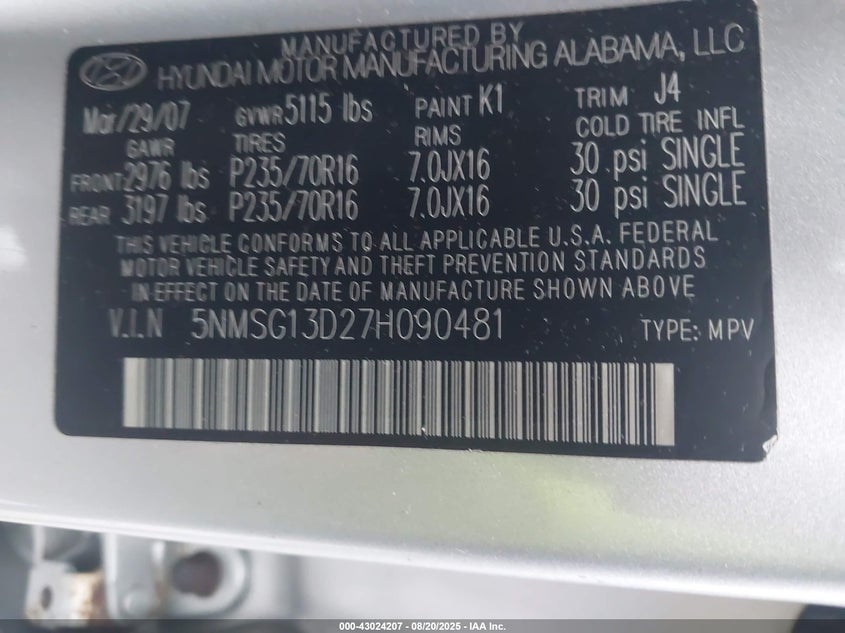 MANUFACTURED BY
HYUNDAI MOTOR MANUFACTURING ALABAMA, LLC
Mar/29/07 GVWR 5115 lbs PAINT K1 TRIM J4
GAWR TIRES RIMS COLD TIRE INFL
FRONT 2976 lbs P235/70R16 7.0JX16 30 psi SINGLE
REAR 3197 lbs P235/70R16 7.0JX16 30 psi SINGLE
THIS VEHICLE CONFORMS TO ALL APPLICABLE U.S.A. FEDERAL
MOTOR VEHICLE SAFETY AND THEFT PREVENTION STANDARDS
IN EFFECT ON THE DATE OF MANUFACTURE SHOWN ABOVE
V.I.N 5NMSG13D27H090481 TYPE: MPV
000-43024207 - 08/20/2025 - IAA Inc.